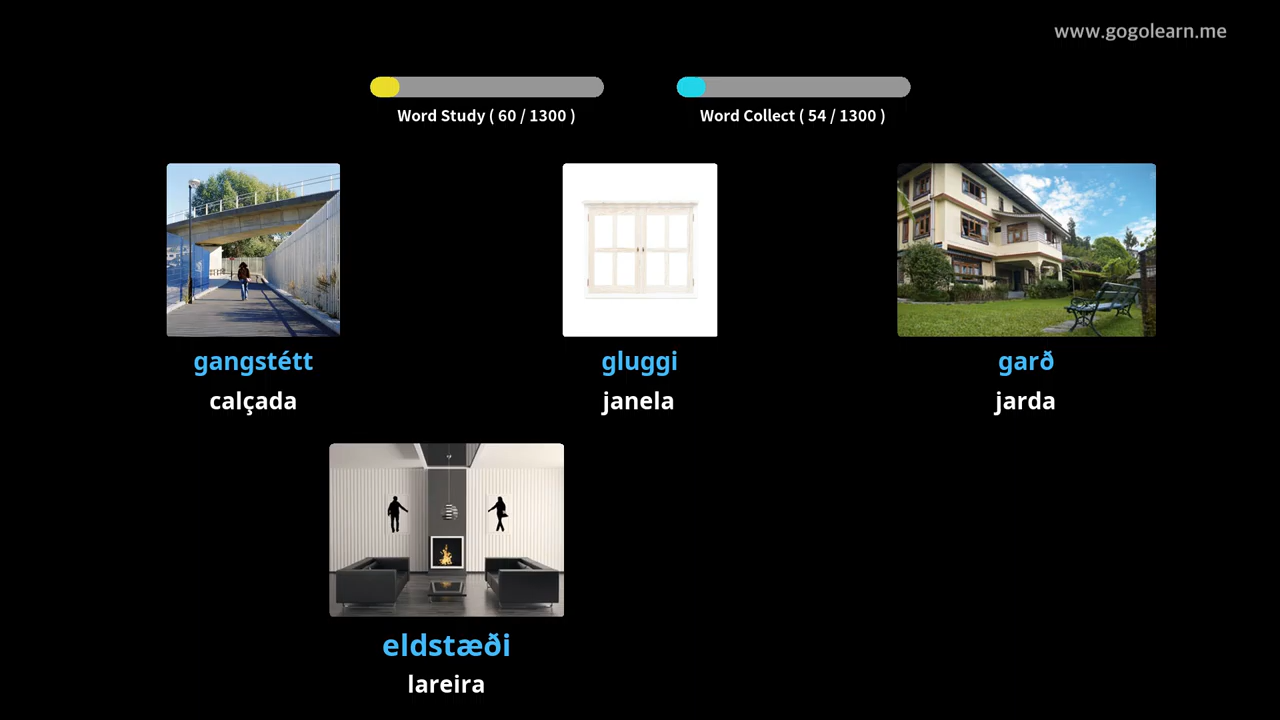 www.gogolearn.me
Word Study ( 60 / 1300 )
Word Collect ( 54 / 1300 )
gangstétt
calçada
gluggi
janela
garð
jarda
eldstæði
lareira